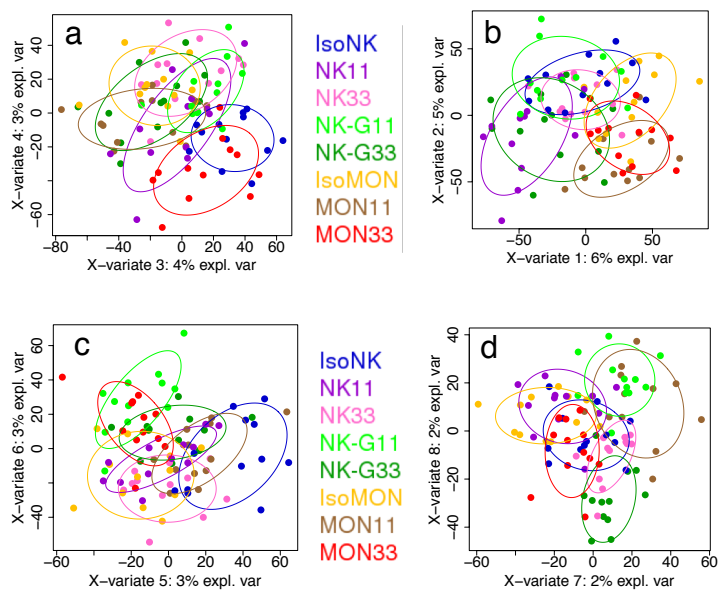 a
40
20
0
−20
−60
−80
−40
0
20
40
60
X−variate 4: 3% expl. var
X−variate 3: 4% expl. var
IsoNK
NK11
NK33
NK-G11
NK-G33
IsoMON
MON11
MON33
b
50
0
−50
−50
0
50
X−variate 2: 5% expl. var
X−variate 1: 6% expl. var
c
60
40
20
0
−40
−60
−40
−20
0
20
40
60
X−variate 6: 3% expl. var
X−variate 5: 3% expl. var
IsoNK
NK11
NK33
NK-G11
NK-G33
IsoMON
MON11
MON33
d
40
20
0
−20
−40
−60
−40
−20
0
20
40
60
X−variate 8: 2% expl. var
X−variate 7: 2% expl. var